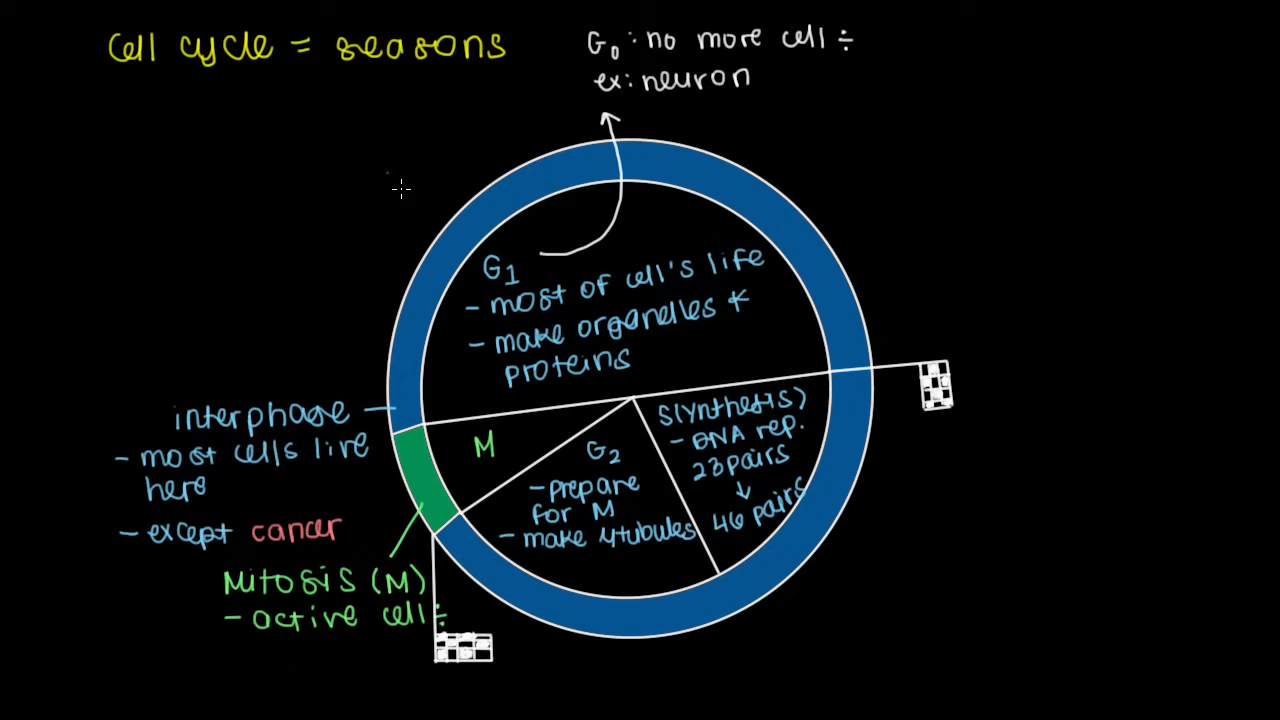 cell cycle = seasons
G₀: no more cell ÷
ex: neuron
G₁
- most of cell's life
- make organelles &
proteins
interphase
- most cells live
here
- except cancer
Mitosis (M)
- active cell ÷
M
G₂
- prepare
for M
- make μtubules
S(ynthesis)
- DNA rep.
23 pairs
↓
46 pairs